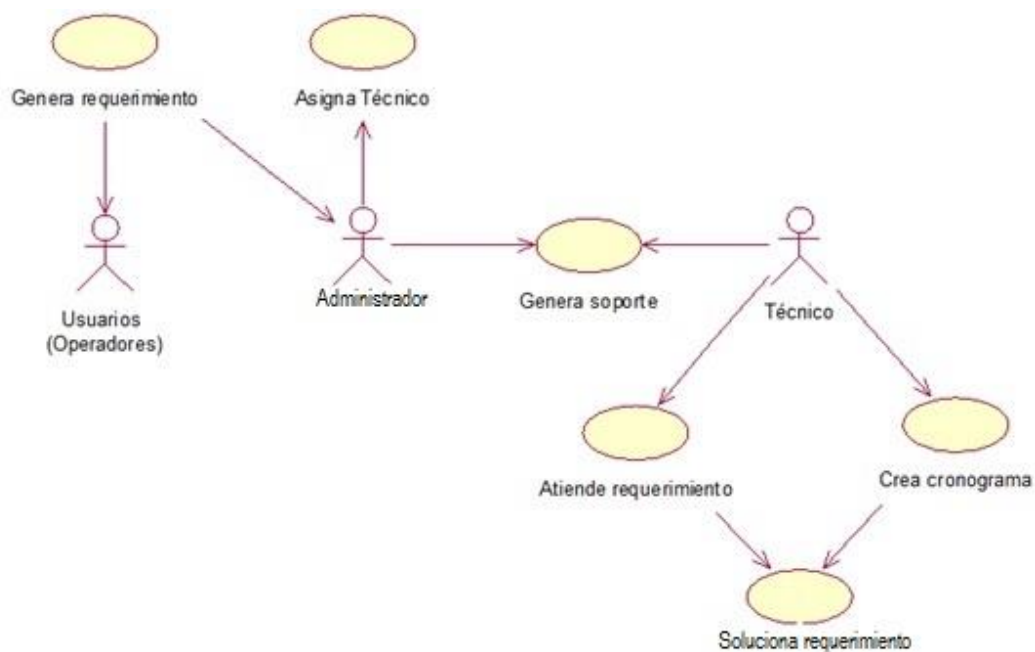 Genera requerimiento
Asigna Técnico
Usuarios
(Operadores)
Administrador
Genera soporte
Técnico
Atiende requerimiento
Crea cronograma
Soluciona requerimiento